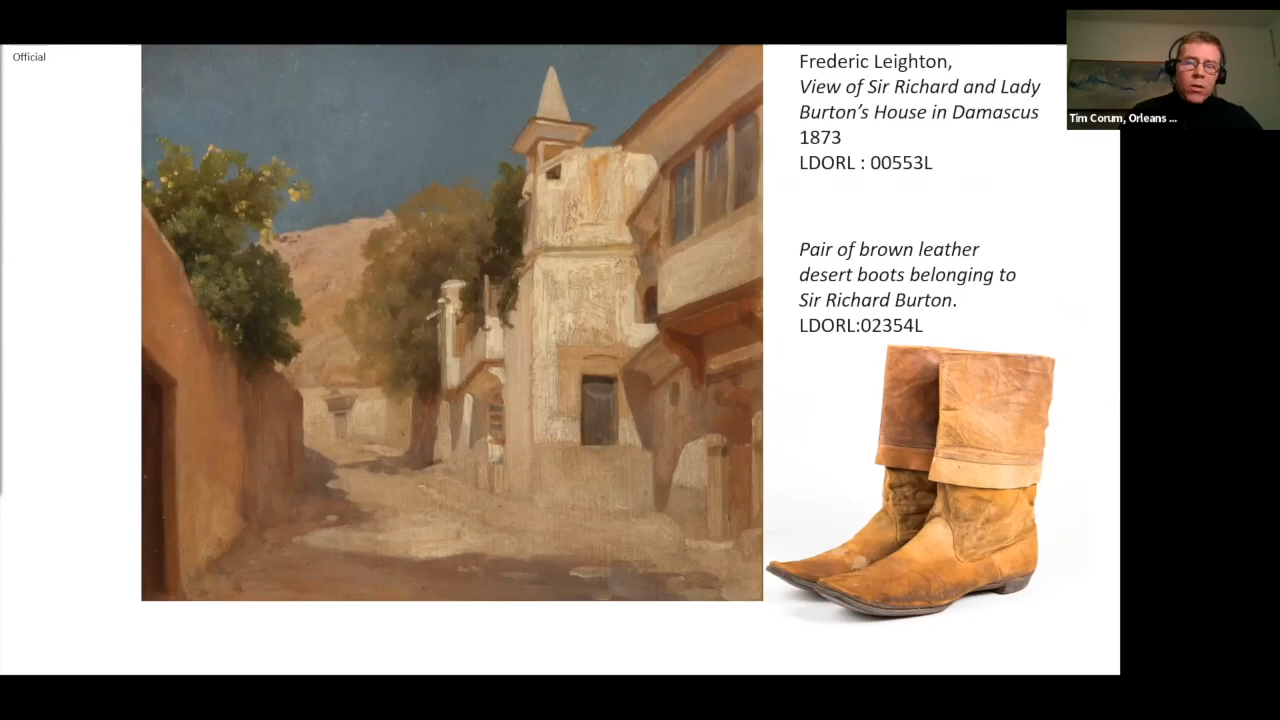 Official
Frederic Leighton,
View of Sir Richard and Lady
Burton’s House in Damascus
1873
LDORL : 00553L
Pair of brown leather
desert boots belonging to
Sir Richard Burton.
LDORL:02354L
Tim Corum, Orleans ...